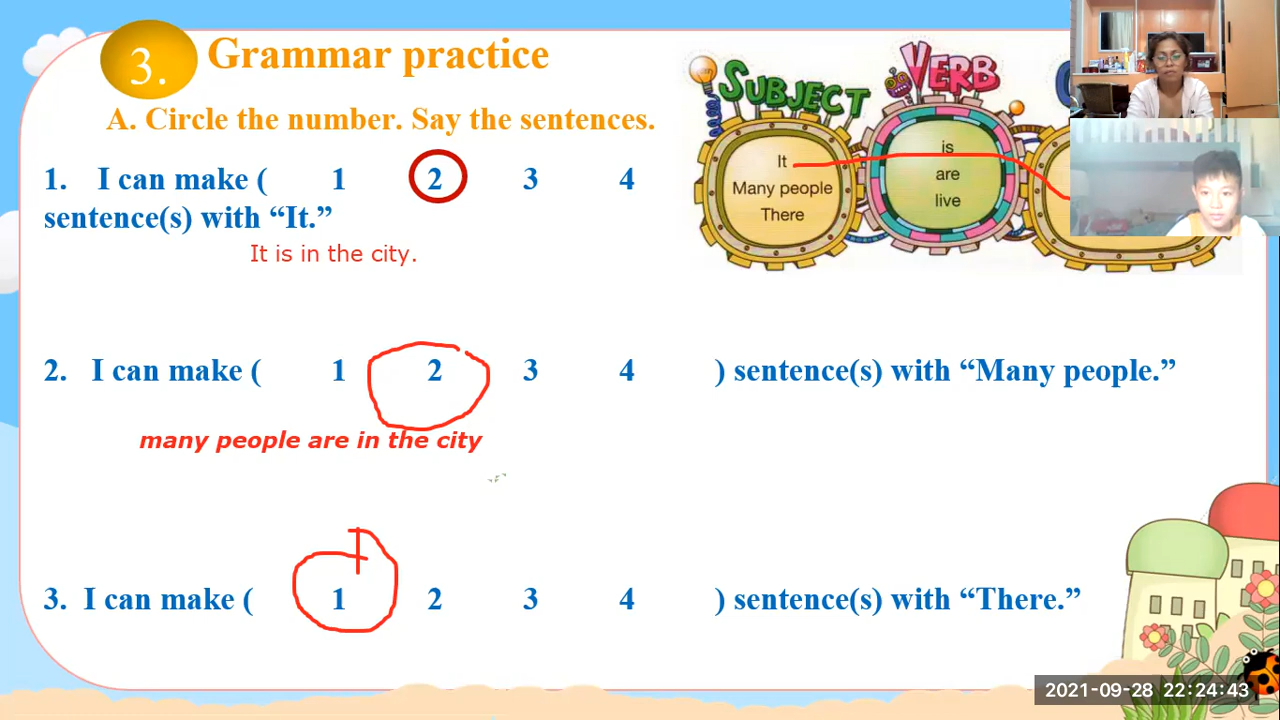 3. Grammar practice
A. Circle the number. Say the sentences.
1. I can make ( 1 2 3 4
sentence(s) with “It.”
It is in the city.
2. I can make ( 1 2 3 4 ) sentence(s) with “Many people.”
many people are in the city
3. I can make ( 1 2 3 4 ) sentence(s) with “There.”
SUBJECT
It
Many people
There
VERB
is
are
live
2021-09-28 22:24:43